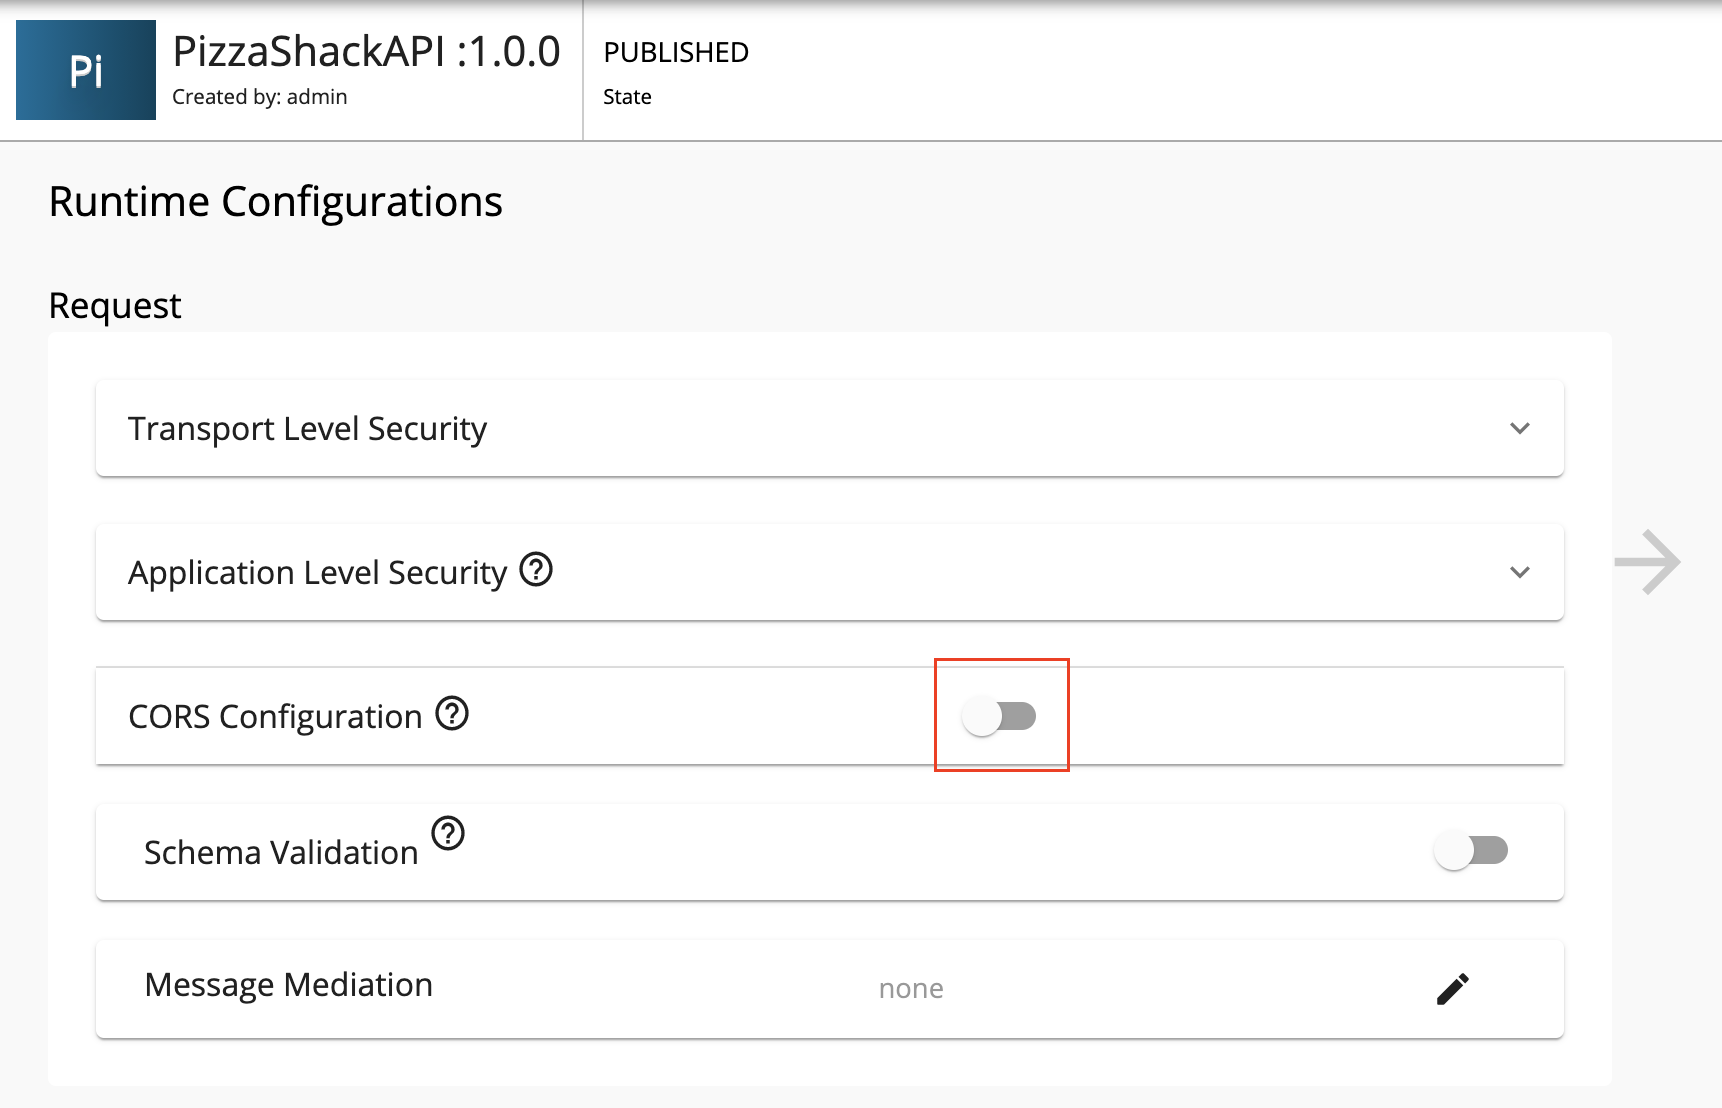 Pi
PizzaShackAPI :1.0.0
Created by: admin
PUBLISHED
State
Runtime Configurations
Request
Transport Level Security
Application Level Security ?
CORS Configuration ?
Schema Validation ?
Message Mediation none